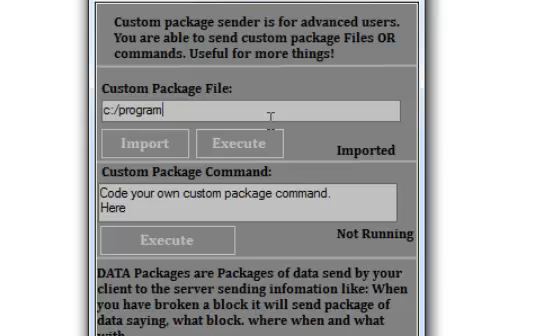 Custom package sender is for advanced users.
You are able to send custom package Files OR
commands. Useful for more things!
Custom Package File:
c:/program
Import
Execute
Imported
Custom Package Command:
Code your own custom package command.
Here
Execute
Not Running
DATA Packages are Packages of data send by your
client to the server sending infomation like: When
you have broken a block it will send package of
data saying, what block. where when and what
with